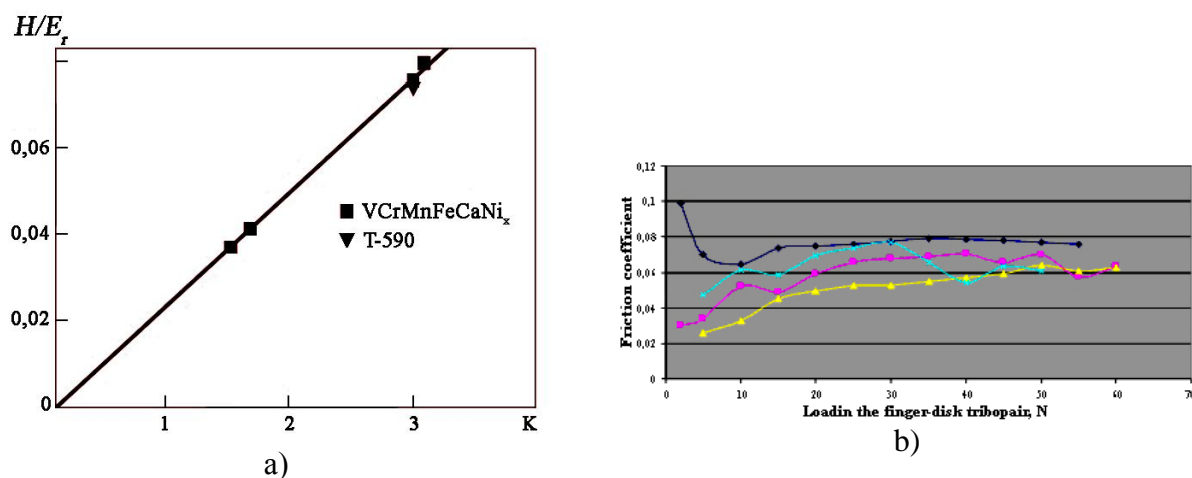 H/Eᵣ
0,06
0,04
0,02
0
1
2
3
K
VCrMnFeCaNiₓ
T-590
a)
Friction coefficient
0,12
0,1
0,08
0,06
0,04
0,02
0
0
10
20
30
40
50
60
70
Loadin the finger-disk tribopair, N
b)